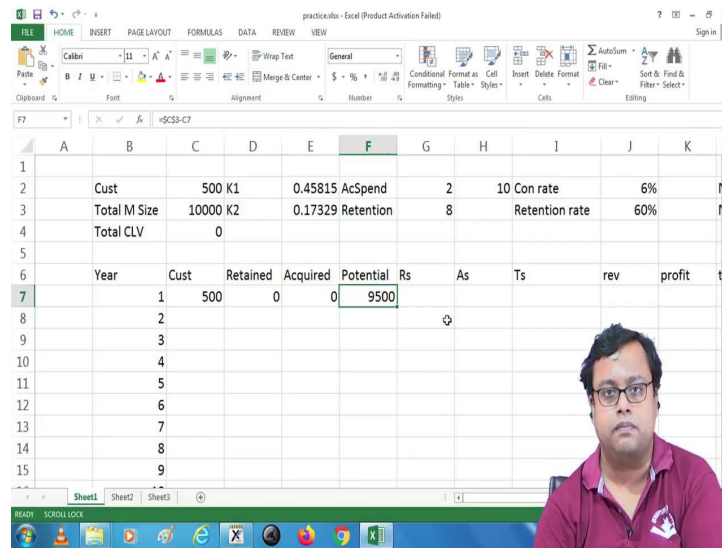 practice.xlsx - Excel (Product Activation Failed)
FILE HOME INSERT PAGE LAYOUT FORMULAS DATA REVIEW VIEW Sign in
Calibri 11 Wrap Text General AutoSum
Paste B I U Merge & Center $ % Conditional Formatting Format as Table Cell Styles Insert Delete Format Fill Clear Sort & Filter Find & Select
Clipboard Font Alignment Number Styles Cells Editing
F7 fx =$C$3-C7
A B C D E F G H I J K
1
2 Cust 500 K1 0.45815 AcSpend 2 10 Con rate 6%
3 Total M Size 10000 K2 0.17329 Retention 8 Retention rate 60%
4 Total CLV 0
5
6 Year Cust Retained Acquired Potential Rs As Ts rev profit
7 1 500 0 0 9500
8 2
9 3
10 4
11 5
12 6
13 7
14 8
15 9
Sheet1 Sheet2 Sheet3
READY SCROLL LOCK